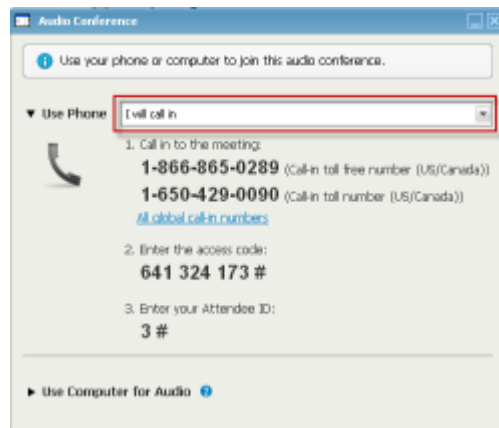 Audio Conference
Use your phone or computer to join this audio conference.
Use Phone I will call in
1. Call in to the meeting:
1-866-865-0289 (Call-in toll free number (US/Canada))
1-650-429-0090 (Call-in toll number (US/Canada))
All global call-in numbers
2. Enter the access code:
641 324 173 #
3. Enter your Attendee ID:
3 #
Use Computer for Audio